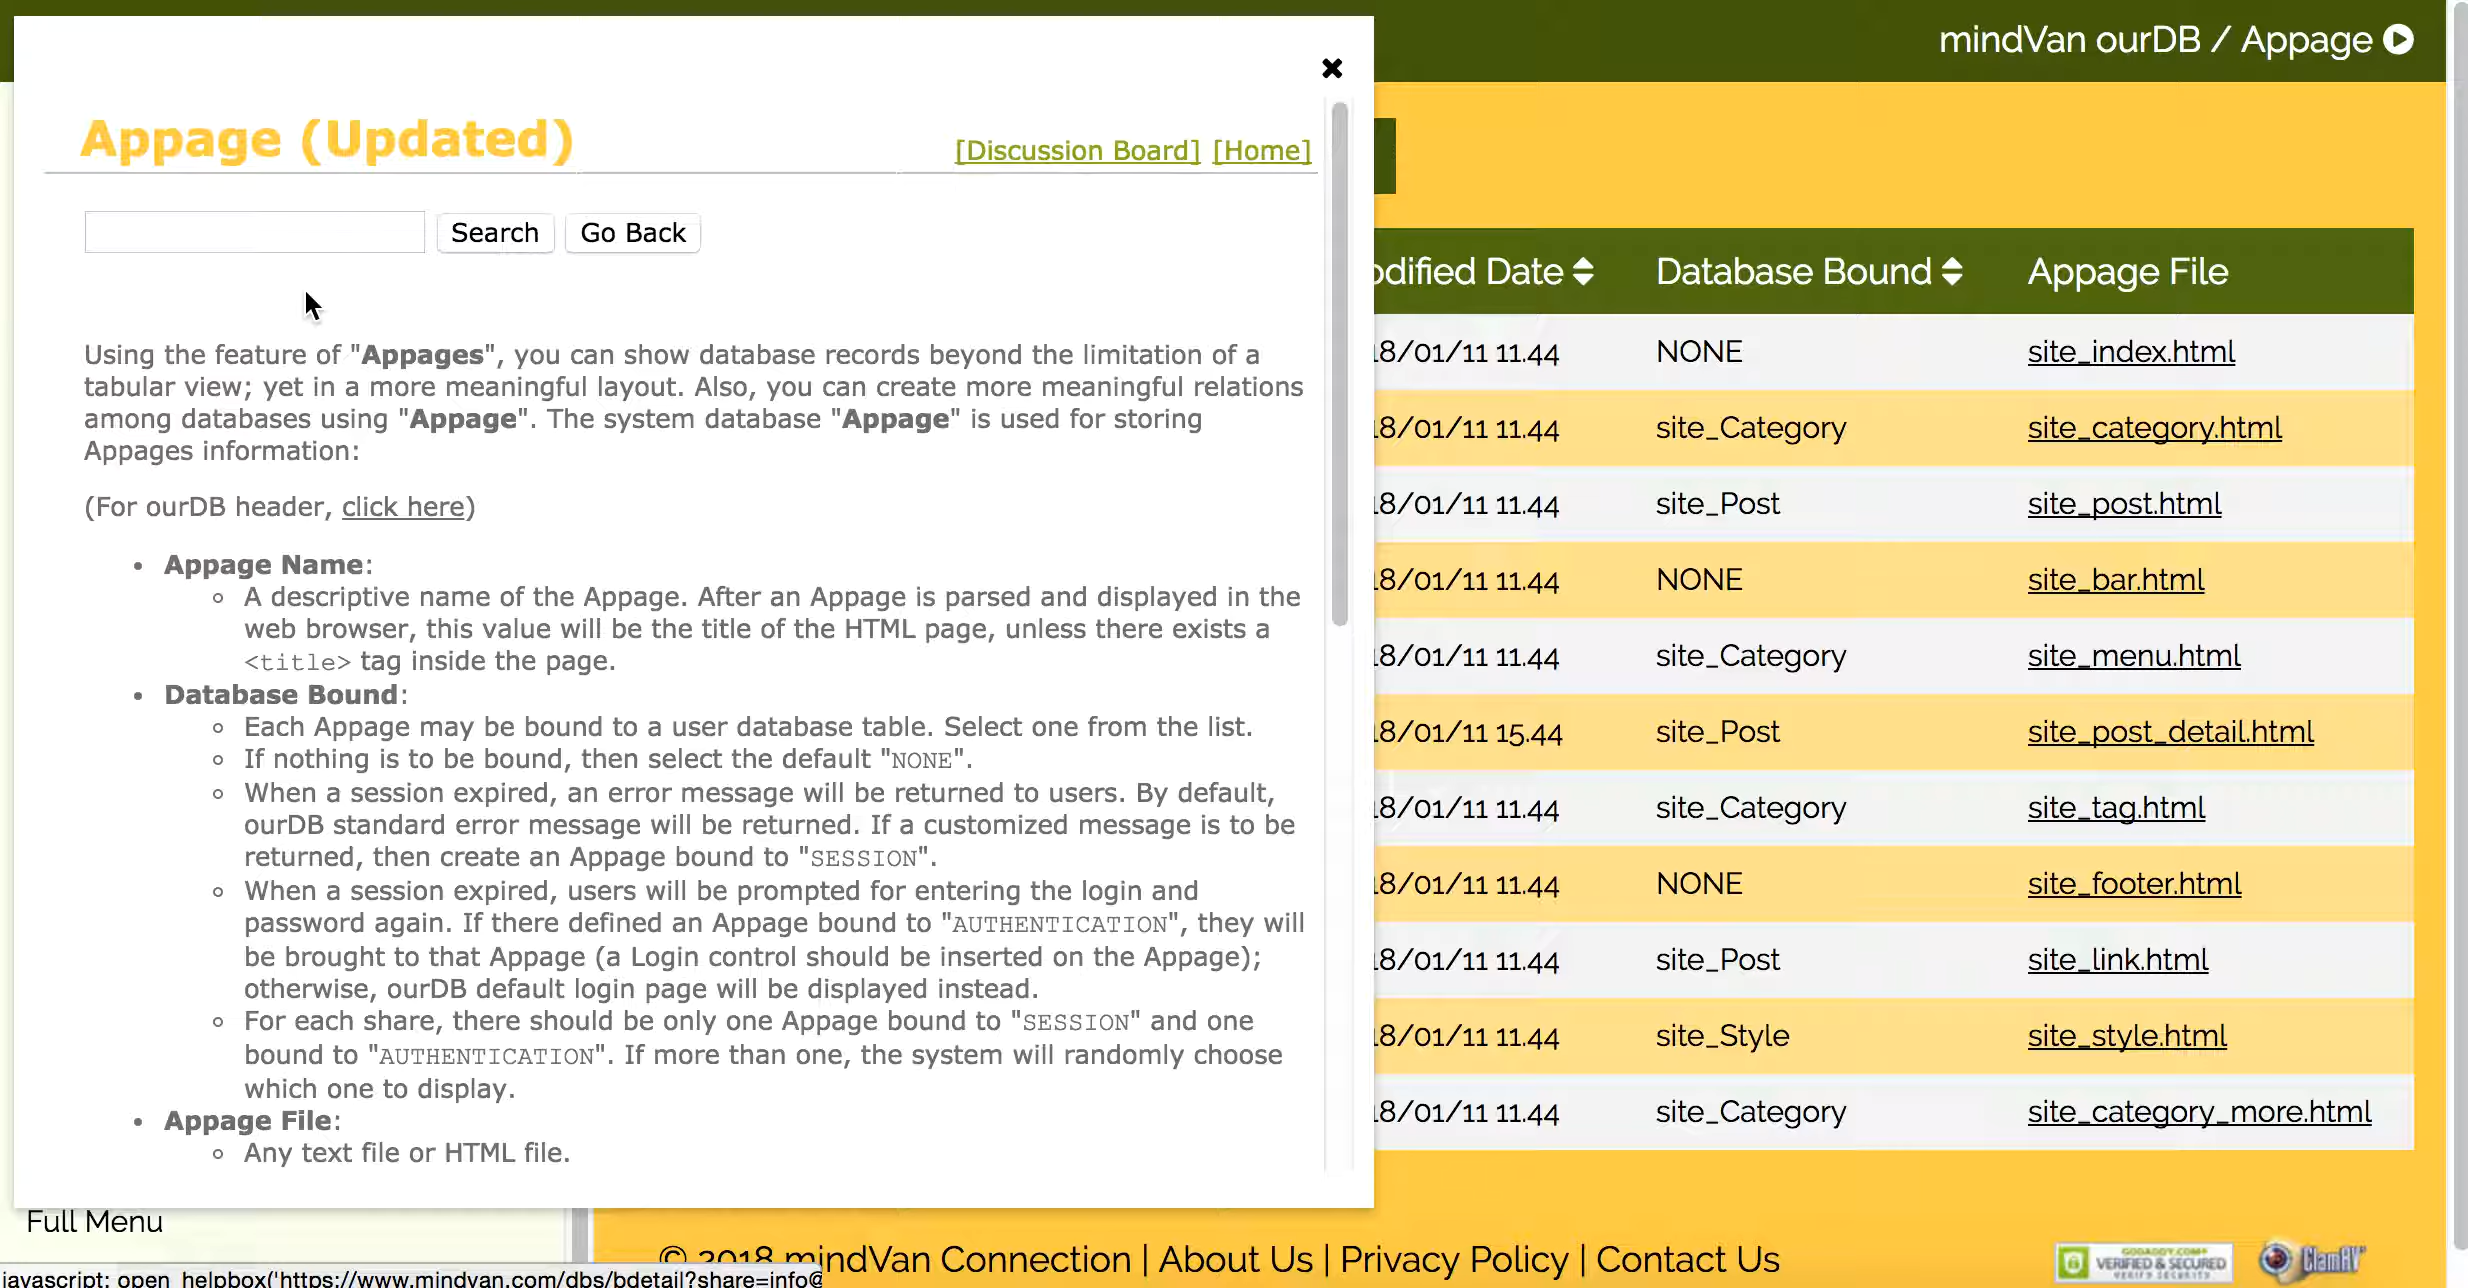 mindVan ourDB / Appage
Appage (Updated)
[Discussion Board] [Home]
Search Go Back
Using the feature of "Appages", you can show database records beyond the limitation of a
tabular view; yet in a more meaningful layout. Also, you can create more meaningful relations
among databases using "Appage". The system database "Appage" is used for storing
Appages information:
(For ourDB header, click here)
• Appage Name:
◦ A descriptive name of the Appage. After an Appage is parsed and displayed in the
web browser, this value will be the title of the HTML page, unless there exists a
<title> tag inside the page.
• Database Bound:
◦ Each Appage may be bound to a user database table. Select one from the list.
◦ If nothing is to be bound, then select the default "NONE".
◦ When a session expired, an error message will be returned to users. By default,
ourDB standard error message will be returned. If a customized message is to be
returned, then create an Appage bound to "SESSION".
◦ When a session expired, users will be prompted for entering the login and
password again. If there defined an Appage bound to "AUTHENTICATION", they will
be brought to that Appage (a Login control should be inserted on the Appage);
otherwise, ourDB default login page will be displayed instead.
◦ For each share, there should be only one Appage bound to "SESSION" and one
bound to "AUTHENTICATION". If more than one, the system will randomly choose
which one to display.
• Appage File:
◦ Any text file or HTML file.
odified Date Database Bound Appage File
18/01/11 11.44 NONE site_index.html
18/01/11 11.44 site_Category site_category.html
18/01/11 11.44 site_Post site_post.html
18/01/11 11.44 NONE site_bar.html
18/01/11 11.44 site_Category site_menu.html
18/01/11 15.44 site_Post site_post_detail.html
18/01/11 11.44 site_Category site_tag.html
18/01/11 11.44 NONE site_footer.html
18/01/11 11.44 site_Post site_link.html
18/01/11 11.44 site_Style site_style.html
18/01/11 11.44 site_Category site_category_more.html
Full Menu
© 2018 mindVan Connection | About Us | Privacy Policy | Contact Us
GODADDY.COM
VERIFIED & SECURED
VERIFY SECURITY
ClamAV
javascript: open_helpbox('https://www.mindvan.com/dbs/bdetail?share=info@